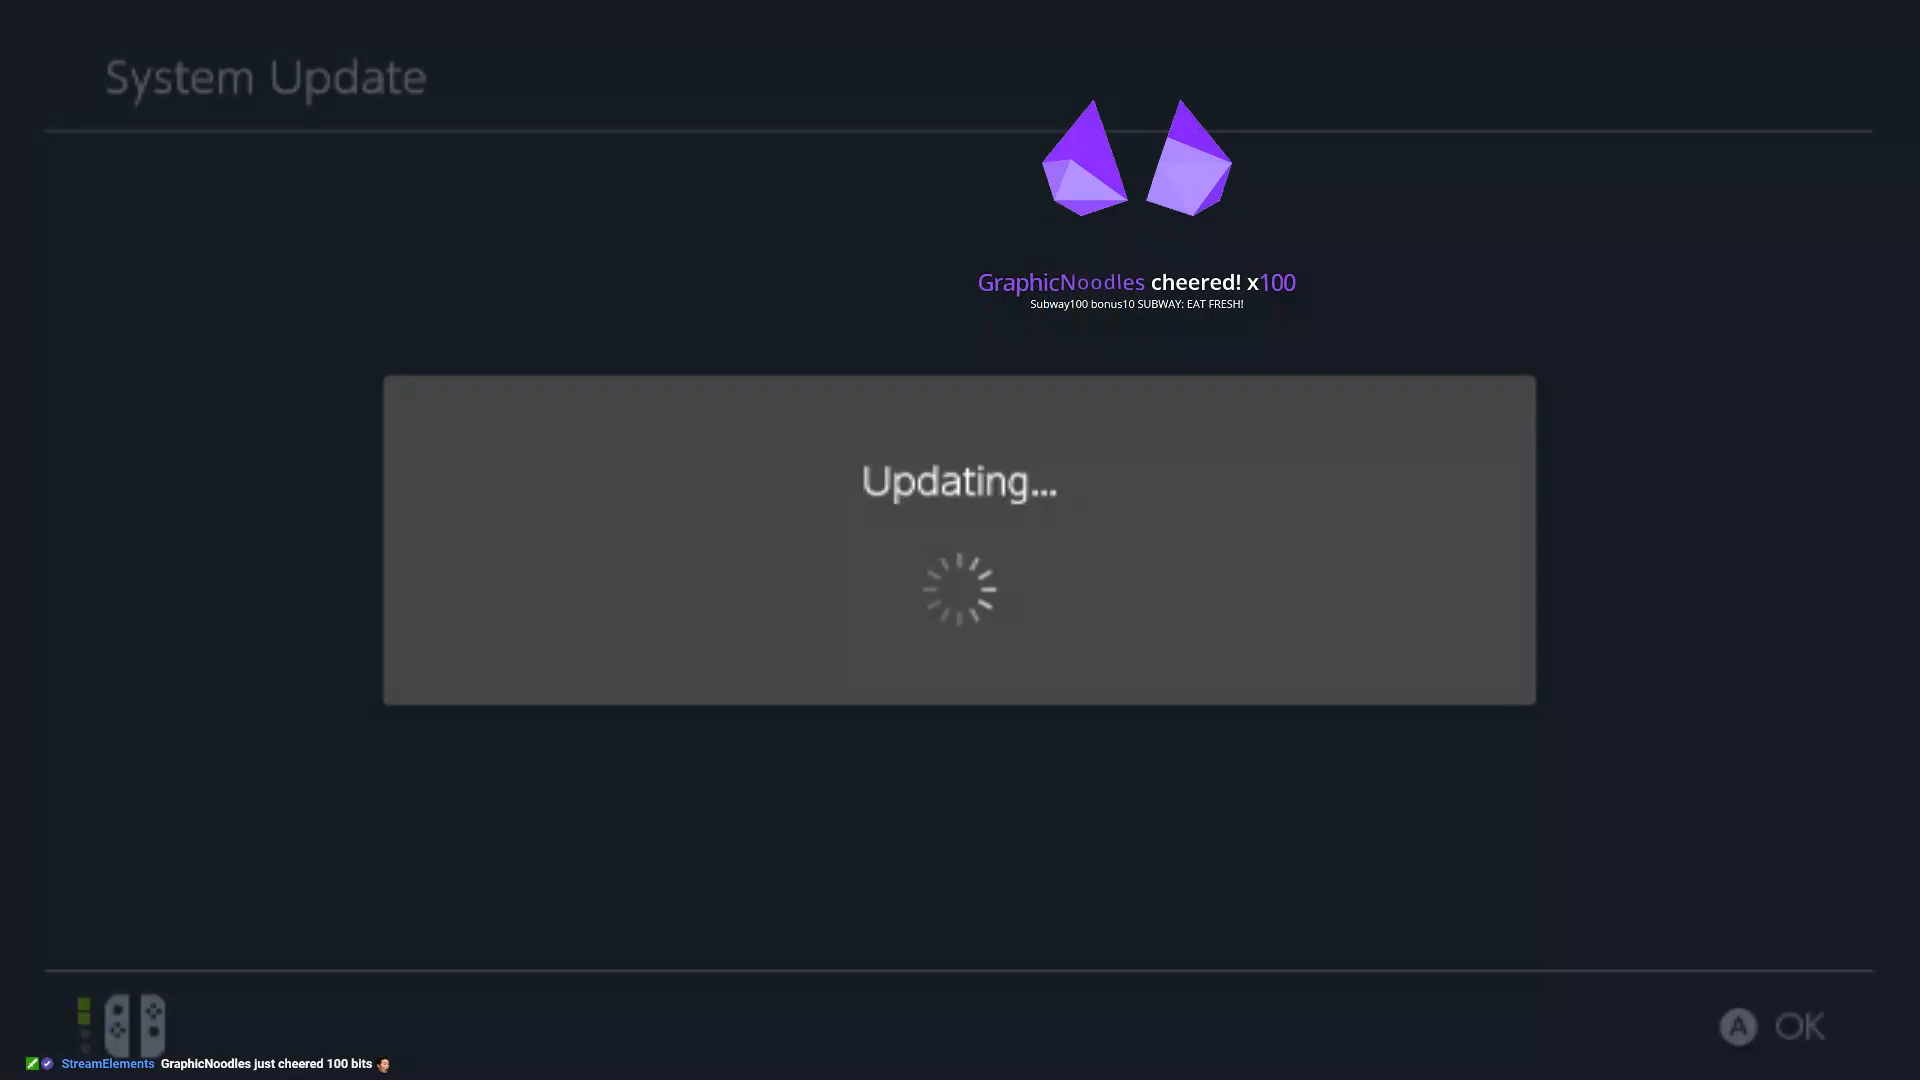 System Update
GraphicNoodles cheered! x100
Subway100 bonus10 SUBWAY: EAT FRESH!
Updating...
A OK
StreamElements GraphicNoodles just cheered 100 bits